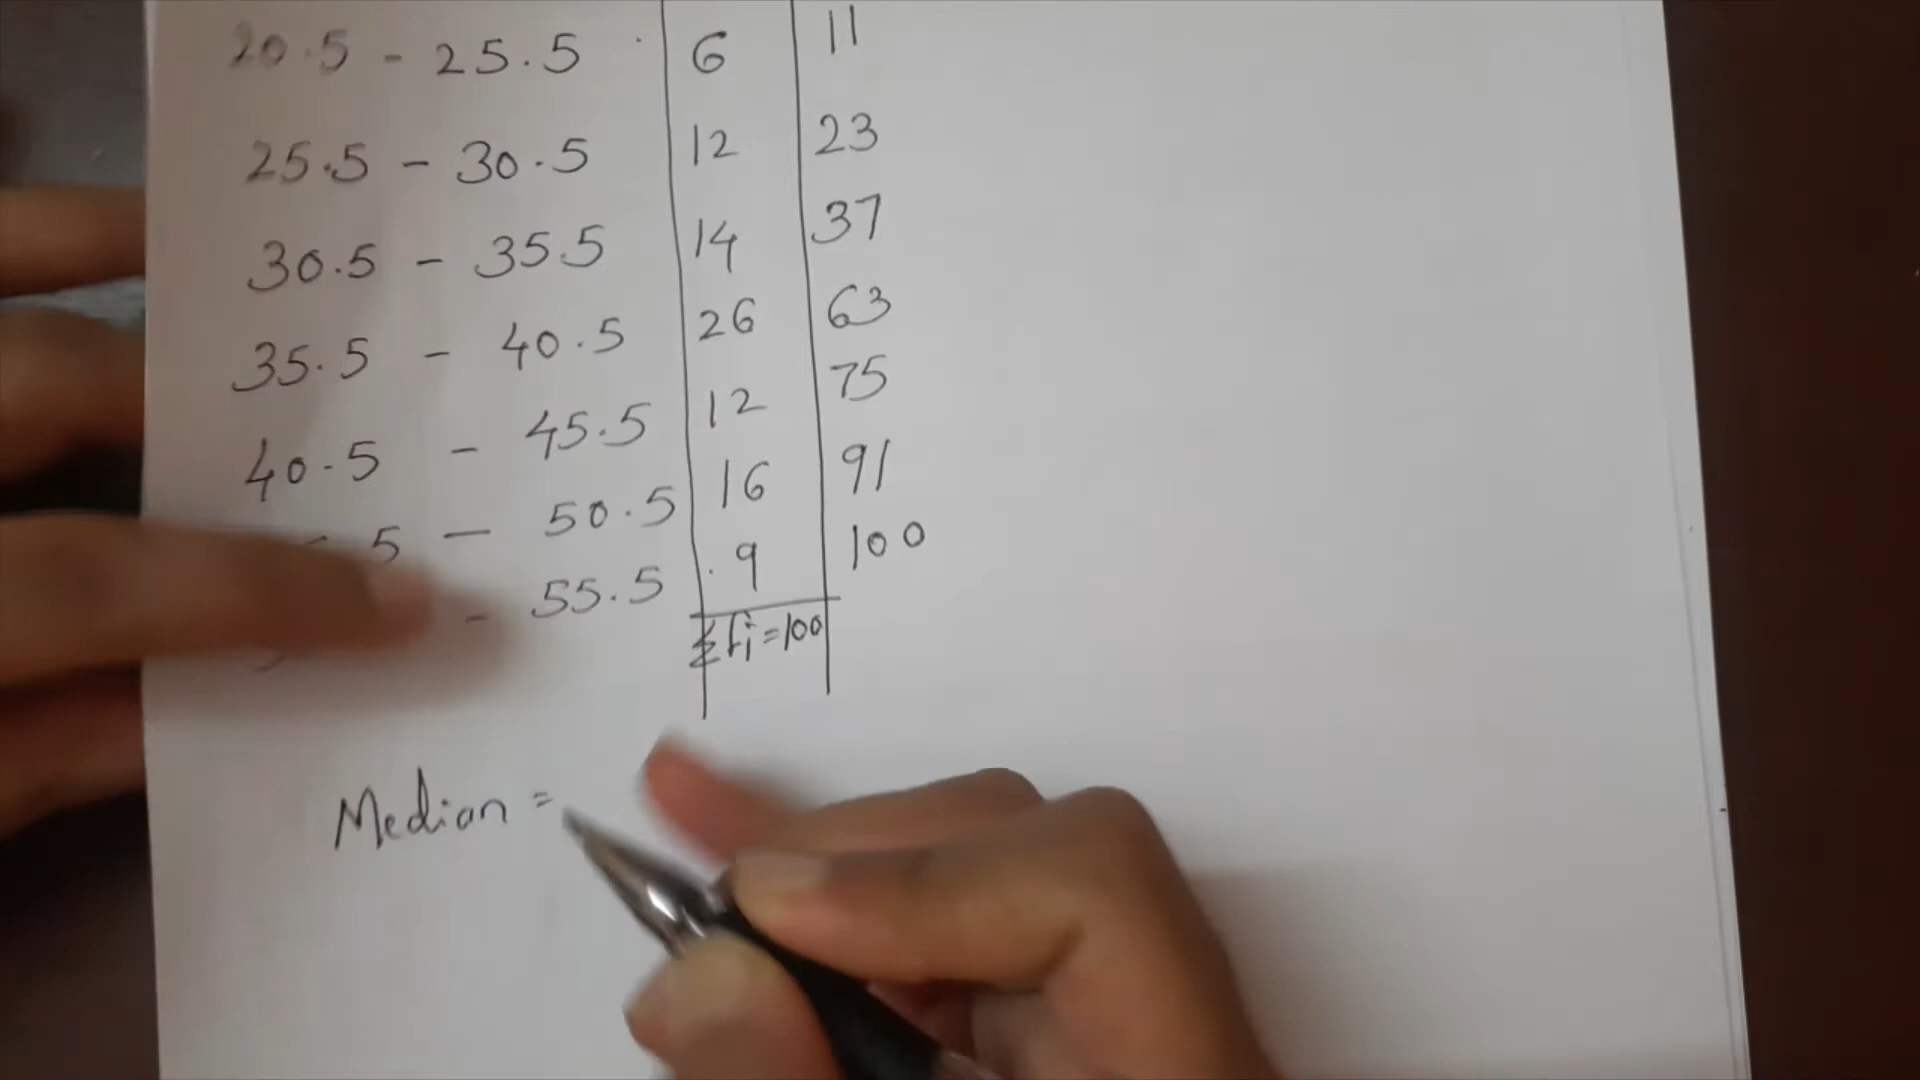 20.5 - 25.5 6 11
25.5 - 30.5 12 23
30.5 - 35.5 14 37
35.5 - 40.5 26 63
40.5 - 45.5 12 75
5 - 50.5 16 91
- 55.5 9 100
Σfi = 100
Median =